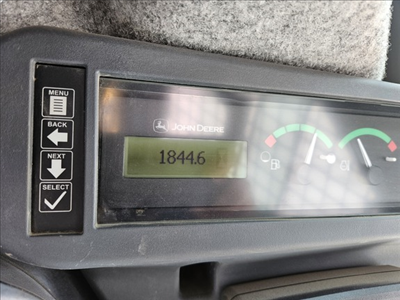 MENU
BACK
NEXT
SELECT
JOHN DEERE
1844.6